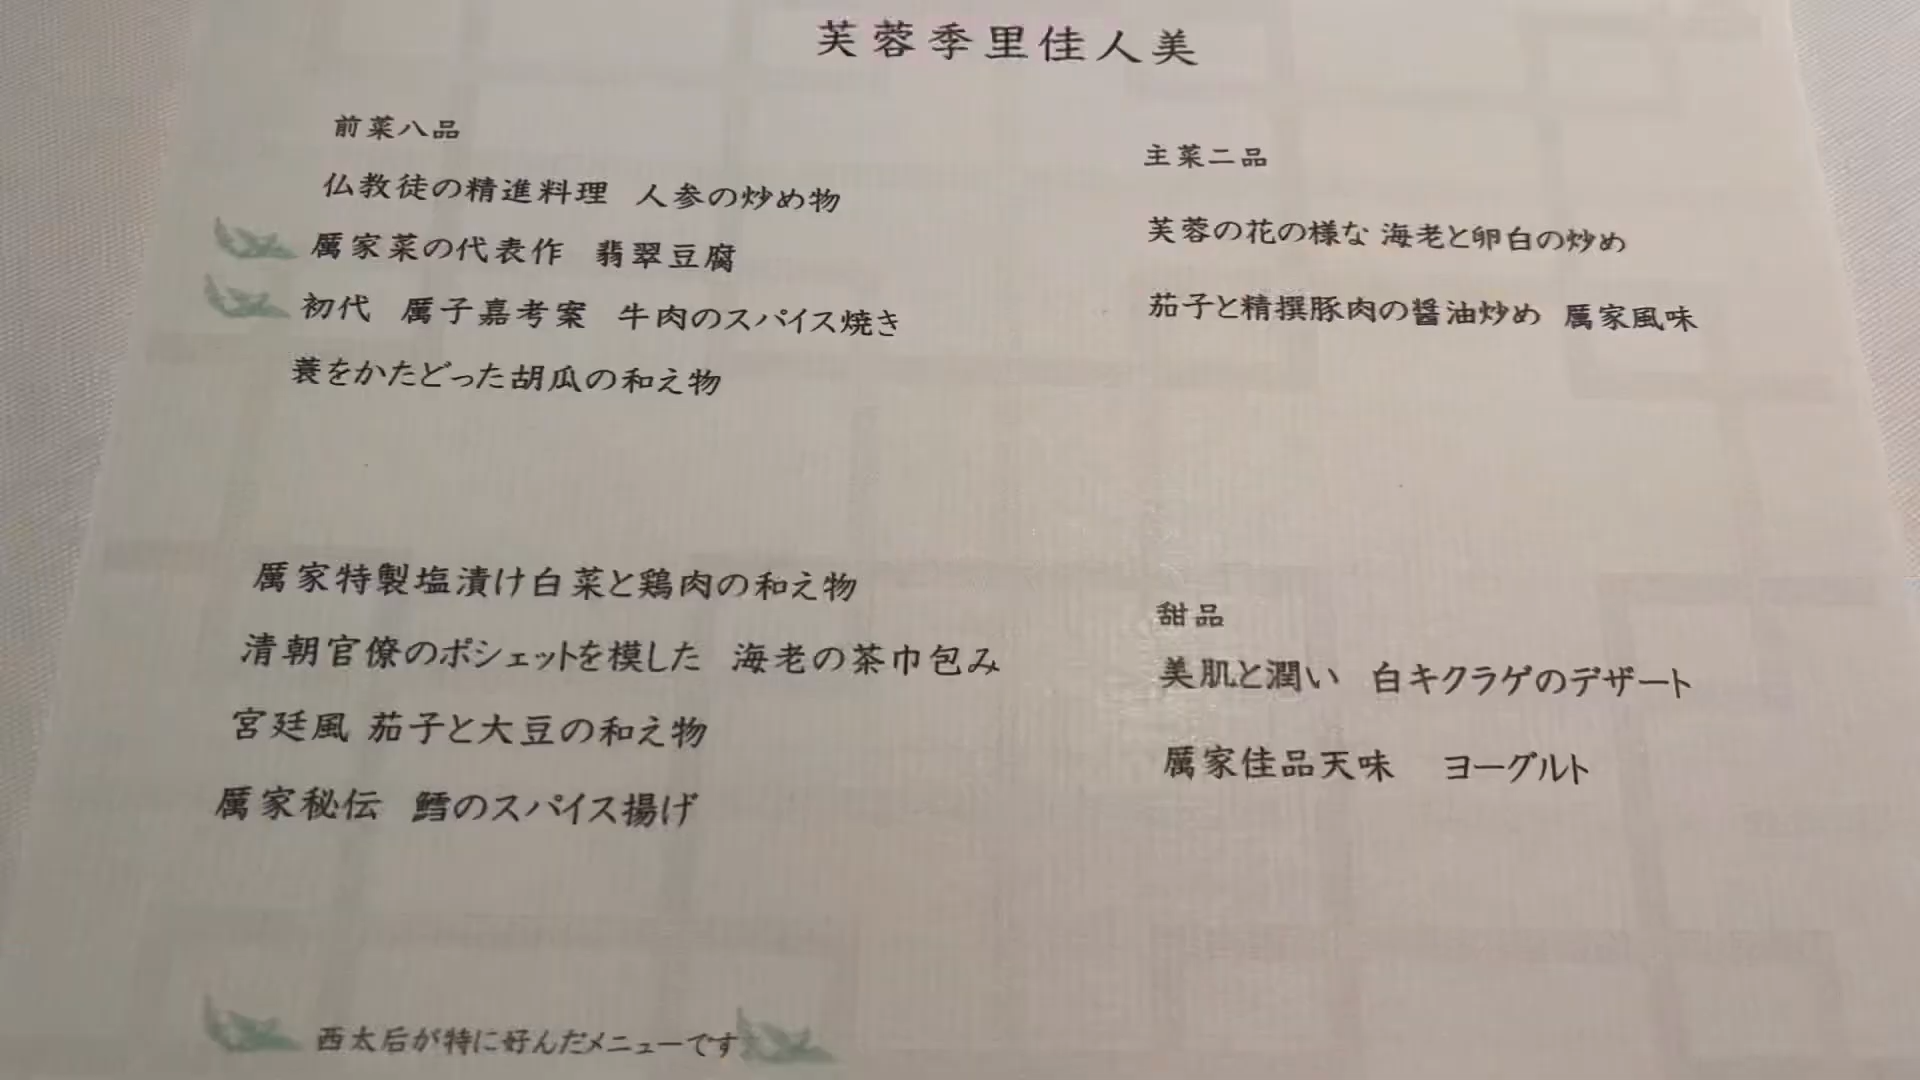 芙蓉季里佳人美
前菜八品
仏教徒の精進料理　人参の炒め物
厲家菜の代表作　翡翠豆腐
初代　厲子嘉考案　牛肉のスパイス焼き
蓑をかたどった胡瓜の和え物
厲家特製塩漬け白菜と鶏肉の和え物
清朝官僚のポシェットを模した　海老の茶巾包み
宮廷風 茄子と大豆の和え物
厲家秘伝　鱈のスパイス揚げ
西太后が特に好んだメニューです
主菜二品
芙蓉の花の様な 海老と卵白の炒め
茄子と精撰豚肉の醤油炒め　厲家風味
甜品
美肌と潤い　白キクラゲのデザート
厲家佳品天味　ヨーグルト